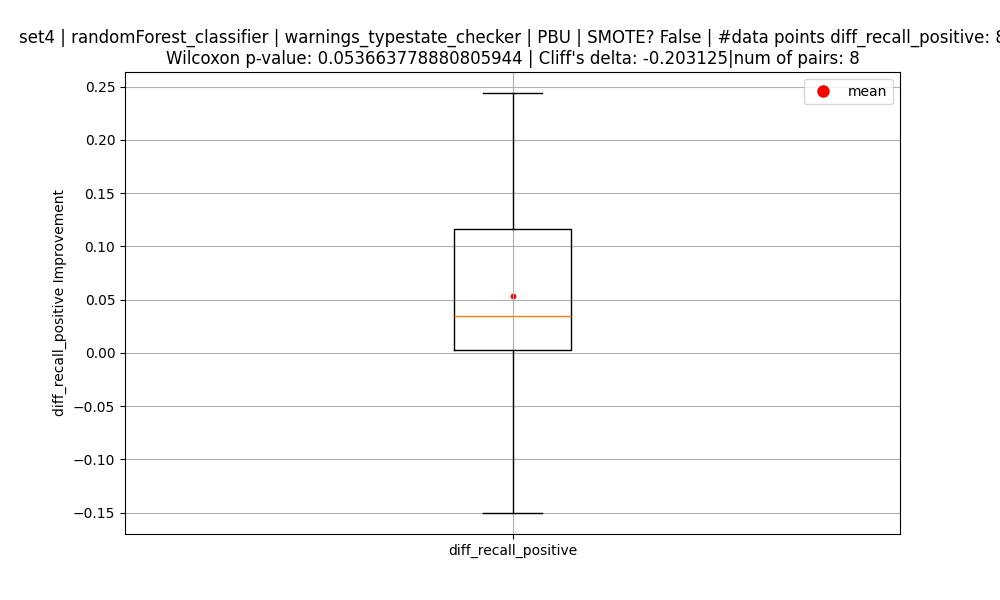 set4 | randomForest_classifier | warnings_typestate_checker | PBU | SMOTE? False | #data points diff_recall_positive: 8
Wilcoxon p-value: 0.053663778880805944 | Cliff's delta: -0.203125|num of pairs: 8
mean
0.25
0.20
0.15
0.10
0.05
0.00
−0.05
−0.10
−0.15
diff_recall_positive Improvement
diff_recall_positive